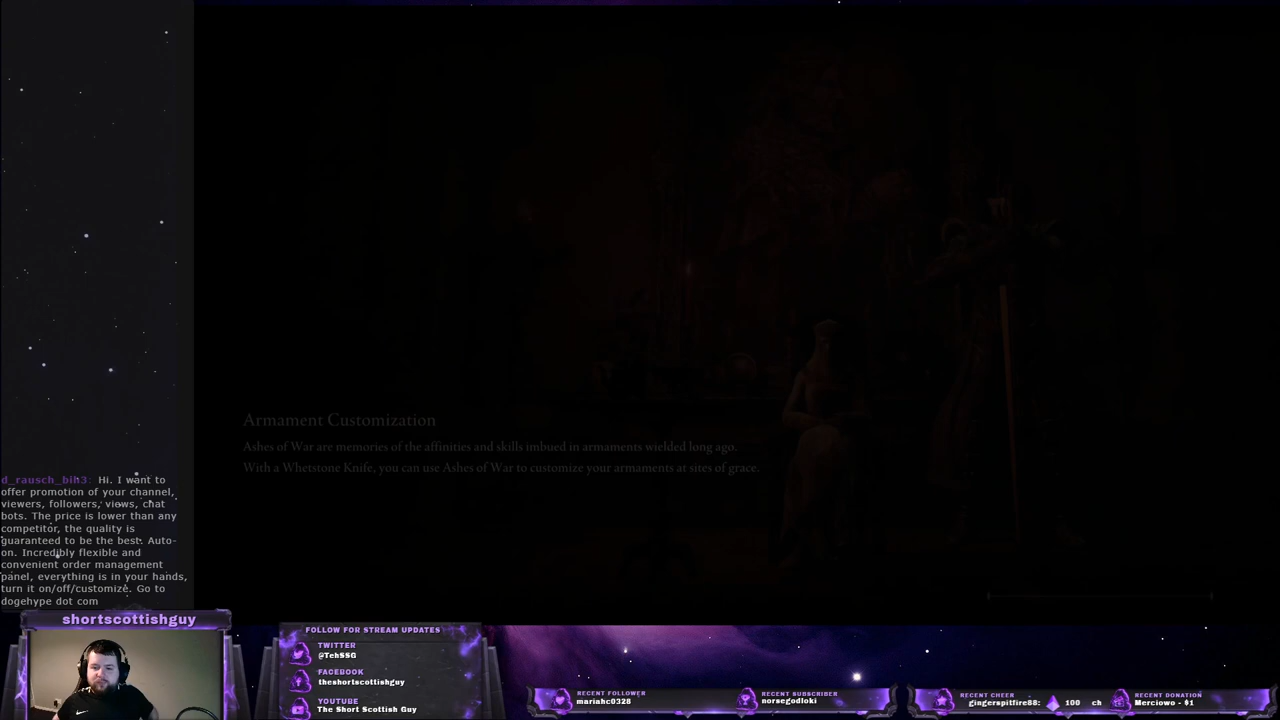 Armament Customization
Ashes of War are memories of the affinities and skills imbued in armaments wielded long ago.
With a Whetstone Knife, you can use Ashes of War to customize your armaments at sites of grace.
d_rausch_bih3: Hi. I want to
offer promotion of your channel,
viewers, followers, views, chat
bots. The price is lower than any
competitor, the quality is
guaranteed to be the best. Auto-
on. Incredibly flexible and
convenient order management
panel, everything is in your hands,
turn it on/off/customize. Go to
dogehype dot com
shortscottishguy
FOLLOW FOR STREAM UPDATES
TWITTER
@TehSSG
FACEBOOK
theshortscottishguy
YOUTUBE
The Short Scottish Guy
RECENT FOLLOWER
mariahc0328
RECENT SUBSCRIBER
norsegodloki
RECENT CHEER
gingerspitfire88: 100 ch
RECENT DONATION
Merciowo - $1